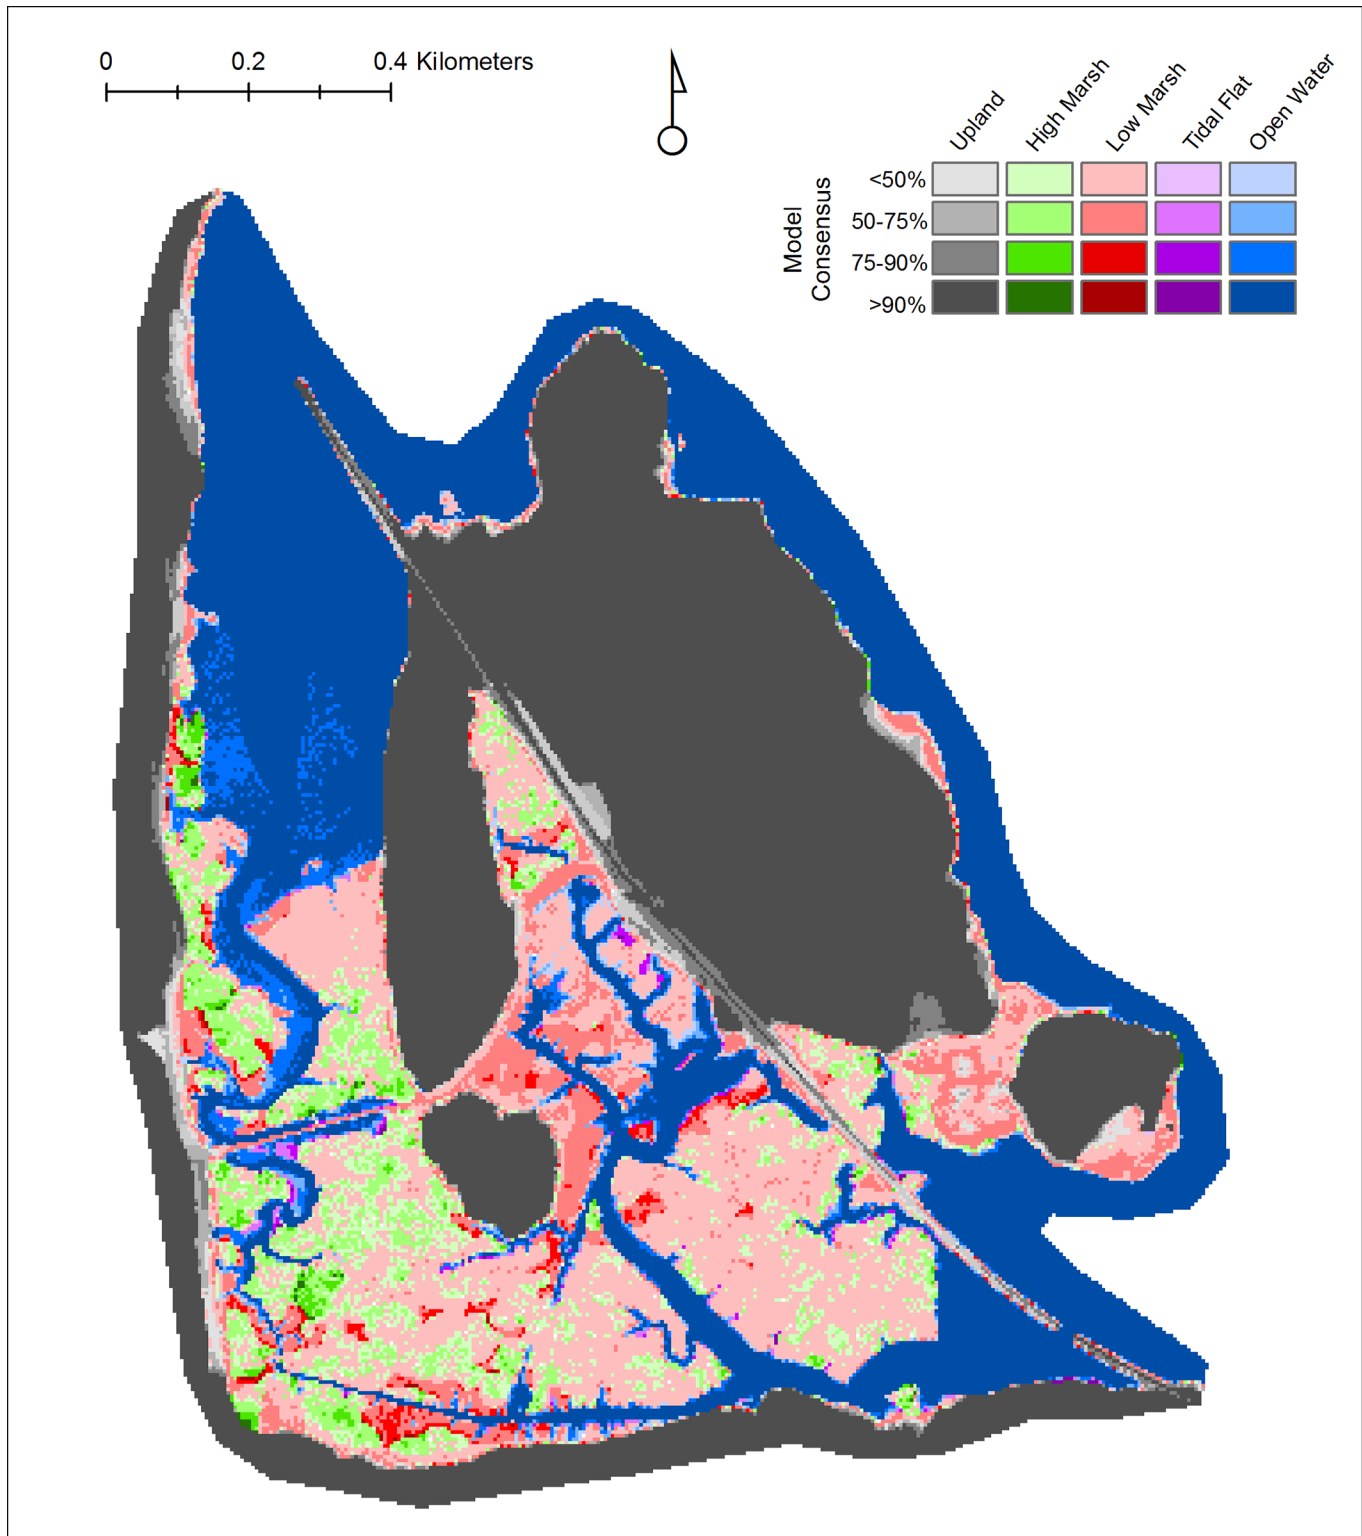 0 0.2 0.4 Kilometers
Upland High Marsh Low Marsh Tidal Flat Open Water
Model
Consensus
<50%
50-75%
75-90%
>90%